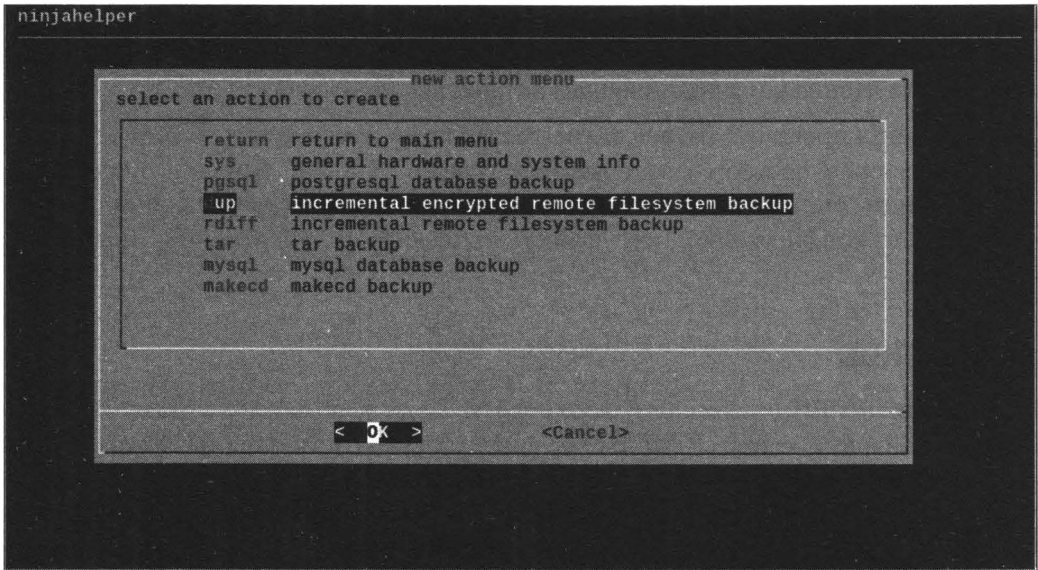 ninjahelper
new action menu
select an action to create
return return to main menu
sys general hardware and system info
pgsql postgresql database backup
up incremental encrypted remote filesystem backup
rdiff incremental remote filesystem backup
tar tar backup
mysql mysql database backup
makecd makecd backup
< OK > <Cancel>